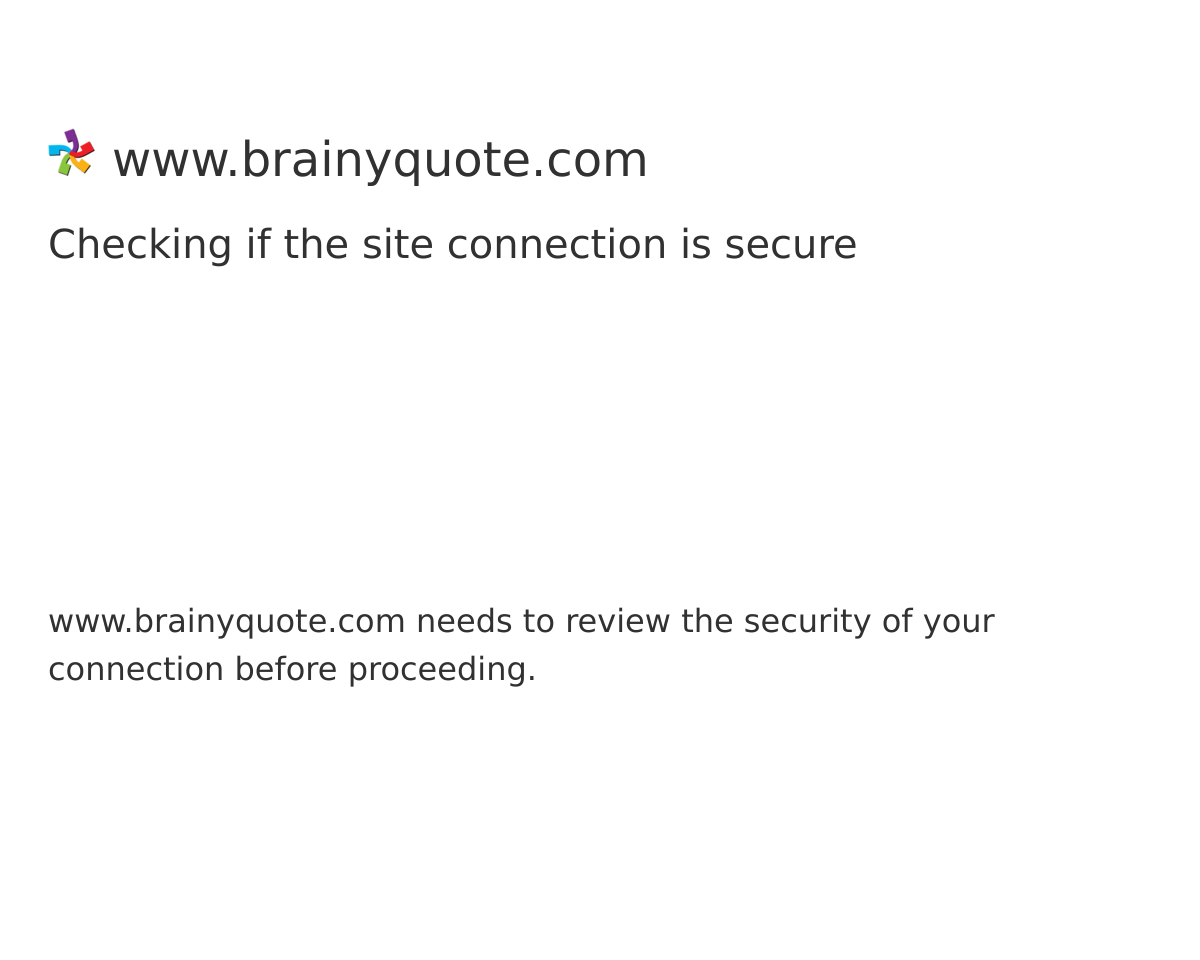 www.brainyquote.com
Checking if the site connection is secure
www.brainyquote.com needs to review the security of your
connection before proceeding.